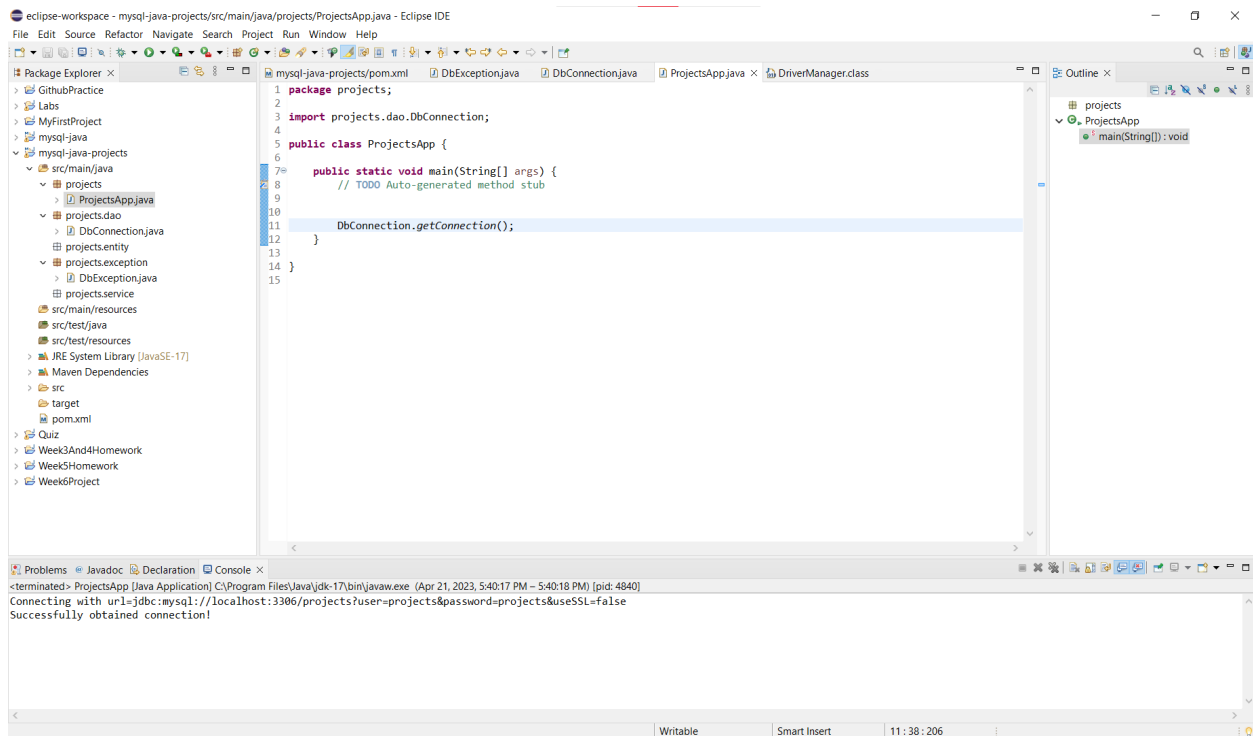 eclipse-workspace - mysql-java-projects/src/main/java/projects/ProjectsApp.java - Eclipse IDE
File Edit Source Refactor Navigate Search Project Run Window Help
Package Explorer
GithubPractice
Labs
MyFirstProject
mysql-java
mysql-java-projects
src/main/java
projects
ProjectsApp.java
projects.dao
DbConnection.java
projects.entity
projects.exception
DbException.java
projects.service
src/main/resources
src/test/java
src/test/resources
JRE System Library [JavaSE-17]
Maven Dependencies
src
target
pom.xml
Quiz
Week3And4Homework
Week5Homework
Week6Project
mysql-java-projects/pom.xml DbException.java DbConnection.java ProjectsApp.java DriverManager.class
1 package projects;
2
3 import projects.dao.DbConnection;
4
5 public class ProjectsApp {
6
7 public static void main(String[] args) {
8 // TODO Auto-generated method stub
9
10
11 DbConnection.getConnection();
12 }
13
14 }
15
Outline
projects
ProjectsApp
main(String[]) : void
Problems Javadoc Declaration Console
<terminated> ProjectsApp [Java Application] C:\Program Files\Java\jdk-17\bin\javaw.exe (Apr 21, 2023, 5:40:17 PM – 5:40:18 PM) [pid: 4840]
Connecting with url=jdbc:mysql://localhost:3306/projects?user=projects&password=projects&useSSL=false
Successfully obtained connection!
Writable Smart Insert 11 : 38 : 206